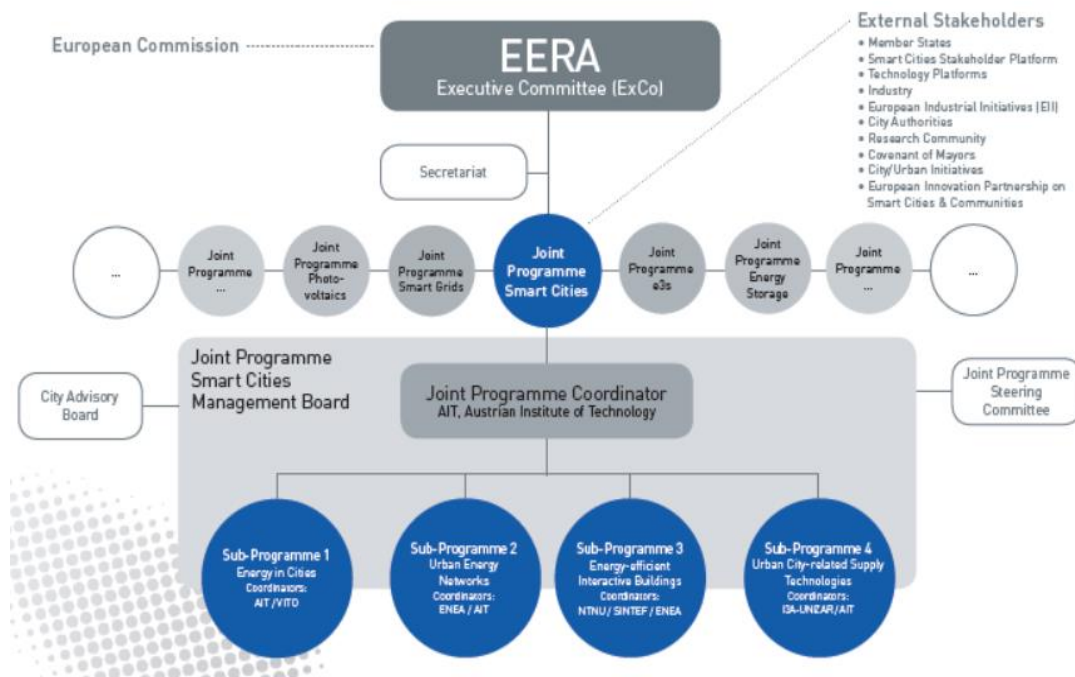 European Commission
EERA
Executive Committee (ExCo)
External Stakeholders
• Member States
• Smart Cities Stakeholder Platform
• Technology Platforms
• Industry
• European Industrial Initiatives (EII)
• City Authorities
• Research Community
• Covenant of Mayors
• City/Urban Initiatives
• European Innovation Partnership on
Smart Cities & Communities
Secretariat
...
Joint
Programme
...
Joint
Programme
Photo-
voltaics
Joint
Programme
Smart Grids
Joint
Programme
Smart Cities
Joint
Programme
e3s
Joint
Programme
Energy
Storage
Joint
Programme
...
...
Joint Programme
Smart Cities
Management Board
City Advisory
Board
Joint Programme Coordinator
AIT, Austrian Institute of Technology
Joint Programme
Steering
Committee
Sub-Programme 1
Energy in Cities
Coordinators:
AIT /VITO
Sub-Programme 2
Urban Energy
Networks
Coordinators:
ENEA / AIT
Sub-Programme 3
Energy-efficient
Interactive Buildings
Coordinators:
NTNU / SINTEF / ENEA
Sub-Programme 4
Urban City-related Supply
Technologies
Coordinators:
I3A-UNIZAR/AIT